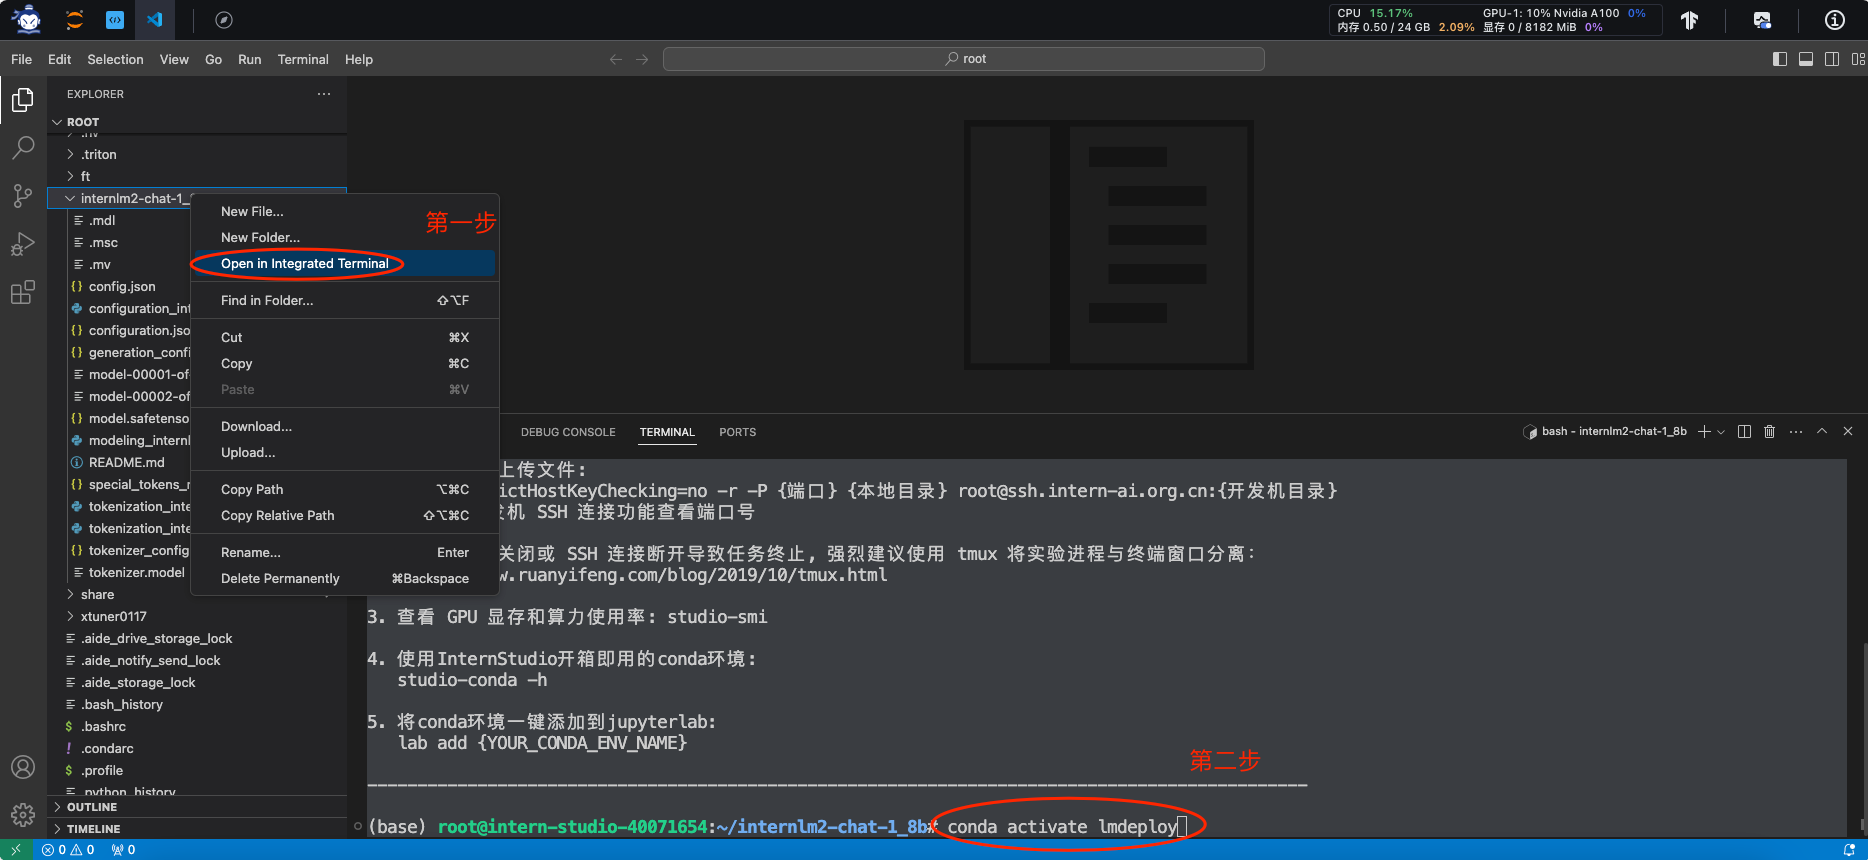 CPU 15.17% GPU-1: 10% Nvidia A100 0%
内存 0.50 / 24 GB 2.09% 显存 0 / 8182 MiB 0%
File Edit Selection View Go Run Terminal Help
root
EXPLORER
ROOT
.nv
.triton
ft
internlm2-chat-1_
.mdl
.msc
.mv
config.json
configuration_int
configuration.jso
generation_confi
model-00001-of
model-00002-of
model.safetenso
modeling_internl
README.md
special_tokens_r
tokenization_inte
tokenization_inte
tokenizer_config
tokenizer.model
share
xtuner0117
.aide_drive_storage_lock
.aide_notify_send_lock
.aide_storage_lock
.bash_history
.bashrc
.condarc
.profile
.python_history
OUTLINE
TIMELINE
New File...
第一步
New Folder...
Open in Integrated Terminal
Find in Folder... ⇧⌥F
Cut ⌘X
Copy ⌘C
Paste ⌘V
Download...
Upload...
Copy Path ⌥⌘C
Copy Relative Path ⇧⌥⌘C
Rename... Enter
Delete Permanently ⌘Backspace
DEBUG CONSOLE TERMINAL PORTS
bash - internlm2-chat-1_8b
上传文件:
ictHostKeyChecking=no -r -P {端口} {本地目录} root@ssh.intern-ai.org.cn:{开发机目录}
机 SSH 连接功能查看端口号
关闭或 SSH 连接断开导致任务终止, 强烈建议使用 tmux 将实验进程与终端窗口分离:
w.ruanyifeng.com/blog/2019/10/tmux.html
3. 查看 GPU 显存和算力使用率: studio-smi
4. 使用InternStudio开箱即用的conda环境:
studio-conda -h
5. 将conda环境一键添加到jupyterlab:
lab add {YOUR_CONDA_ENV_NAME}
第二步
(base) root@intern-studio-40071654:~/internlm2-chat-1_8b# conda activate lmdeploy
0 0 0